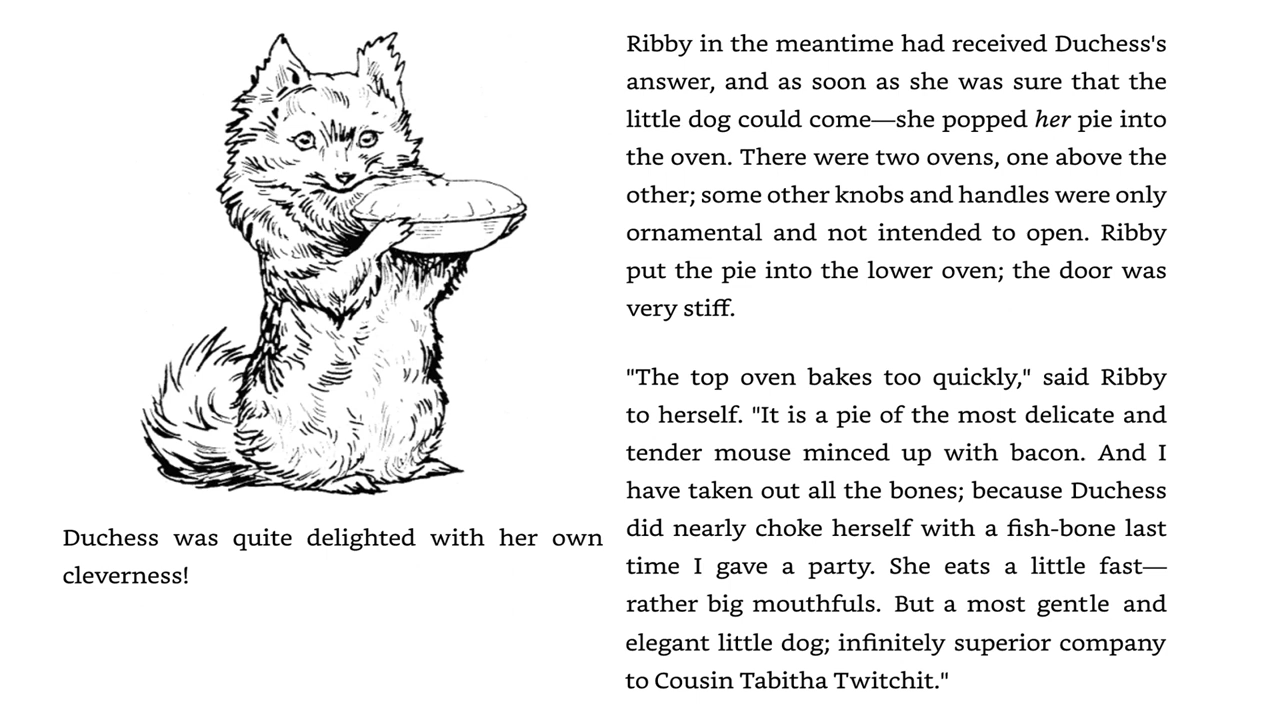 Duchess was quite delighted with her own
cleverness!
Ribby in the meantime had received Duchess's
answer, and as soon as she was sure that the
little dog could come—she popped her pie into
the oven. There were two ovens, one above the
other; some other knobs and handles were only
ornamental and not intended to open. Ribby
put the pie into the lower oven; the door was
very stiff.
"The top oven bakes too quickly," said Ribby
to herself. "It is a pie of the most delicate and
tender mouse minced up with bacon. And I
have taken out all the bones; because Duchess
did nearly choke herself with a fish-bone last
time I gave a party. She eats a little fast—
rather big mouthfuls. But a most gentle and
elegant little dog; infinitely superior company
to Cousin Tabitha Twitchit."